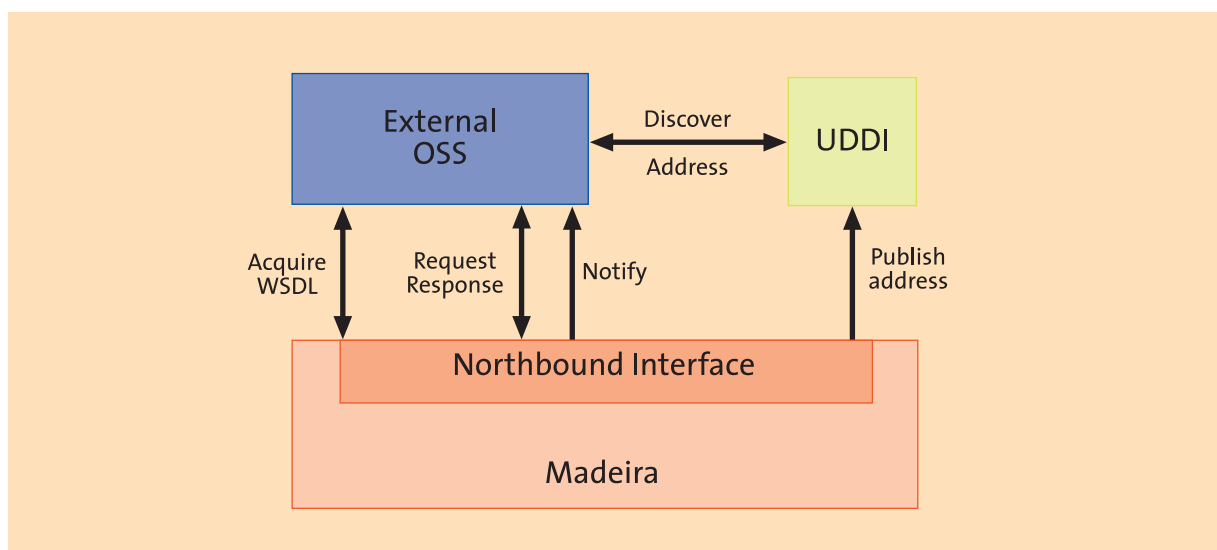 External
OSS
Discover
Address
UDDI
Acquire
WSDL
Request
Response
Notify
Publish
address
Northbound Interface
Madeira